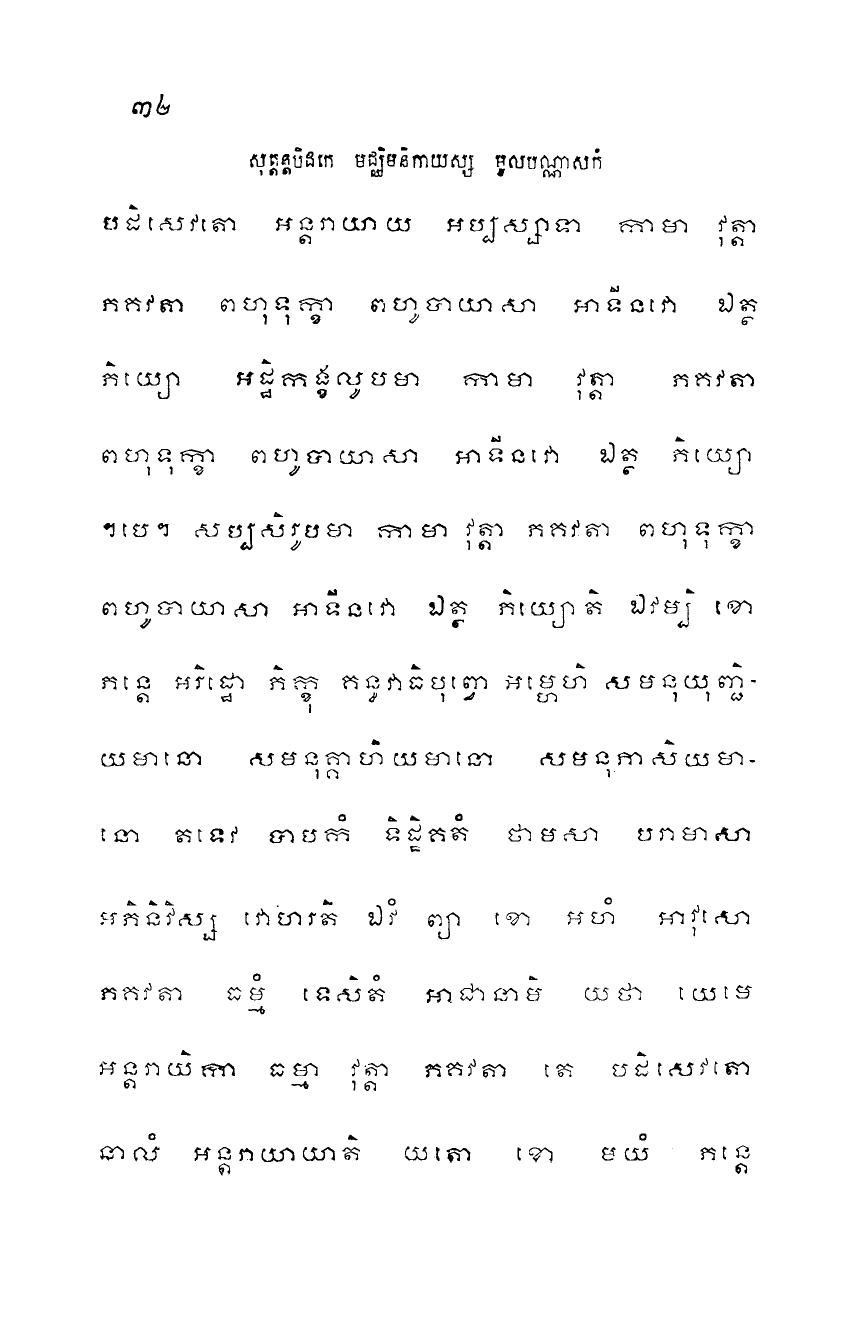 ៣៤
សុត្តន្តបិដកេ មជ្ឈិមនិកាយស្ស មូលបណ្ណាសកំ
បដិសេវតោ អន្តរាយាយ អប្បស្សាទា កាមា វុត្តា
ភគវតា ពហុទុក្ខា ពហូបាយាសា អាទីនវោ ឯត្ថ
ភិយ្យោ អដ្ឋិកង្ខលូបមា កាមា វុត្តា ភគវតា
ពហុទុក្ខា ពហូបាយាសា អាទីនវោ ឯត្ថ ភិយ្យោ
។បេ។ សប្បសិរូបមា កាមា វុត្តា ភគវតា ពហុទុក្ខា
ពហូបាយាសា អាទីនវោ ឯត្ថ ភិយ្យោតិ ឯវម្បិ ខោ
ភន្តេ អរិដ្ឋោ ភិក្ខុ គន្ធវាធិបុព្វោ អម្ហេហិ សមនុយុញ្ជិ-
យមានោ សមនុគ្គាហិយមានោ សមនុភាសិយមា-
នោ តទេវ បាបកំ ទិដ្ឋិគតំ ថាមសា បរាមាសា
អភិនិវិស្ស វោហរតិ ឯវំ ព្យា ខោ អហំ អាវុសោ
ភគវតា ធម្មំ ទេសិតំ អាជានាមិ យថា យេមេ
អន្តរាយិកា ធម្មា វុត្តា ភគវតា តេ បដិសេវតោ
នាលំ អន្តរាយាយាតិ យតោ ខោ មយំ ភន្តេ